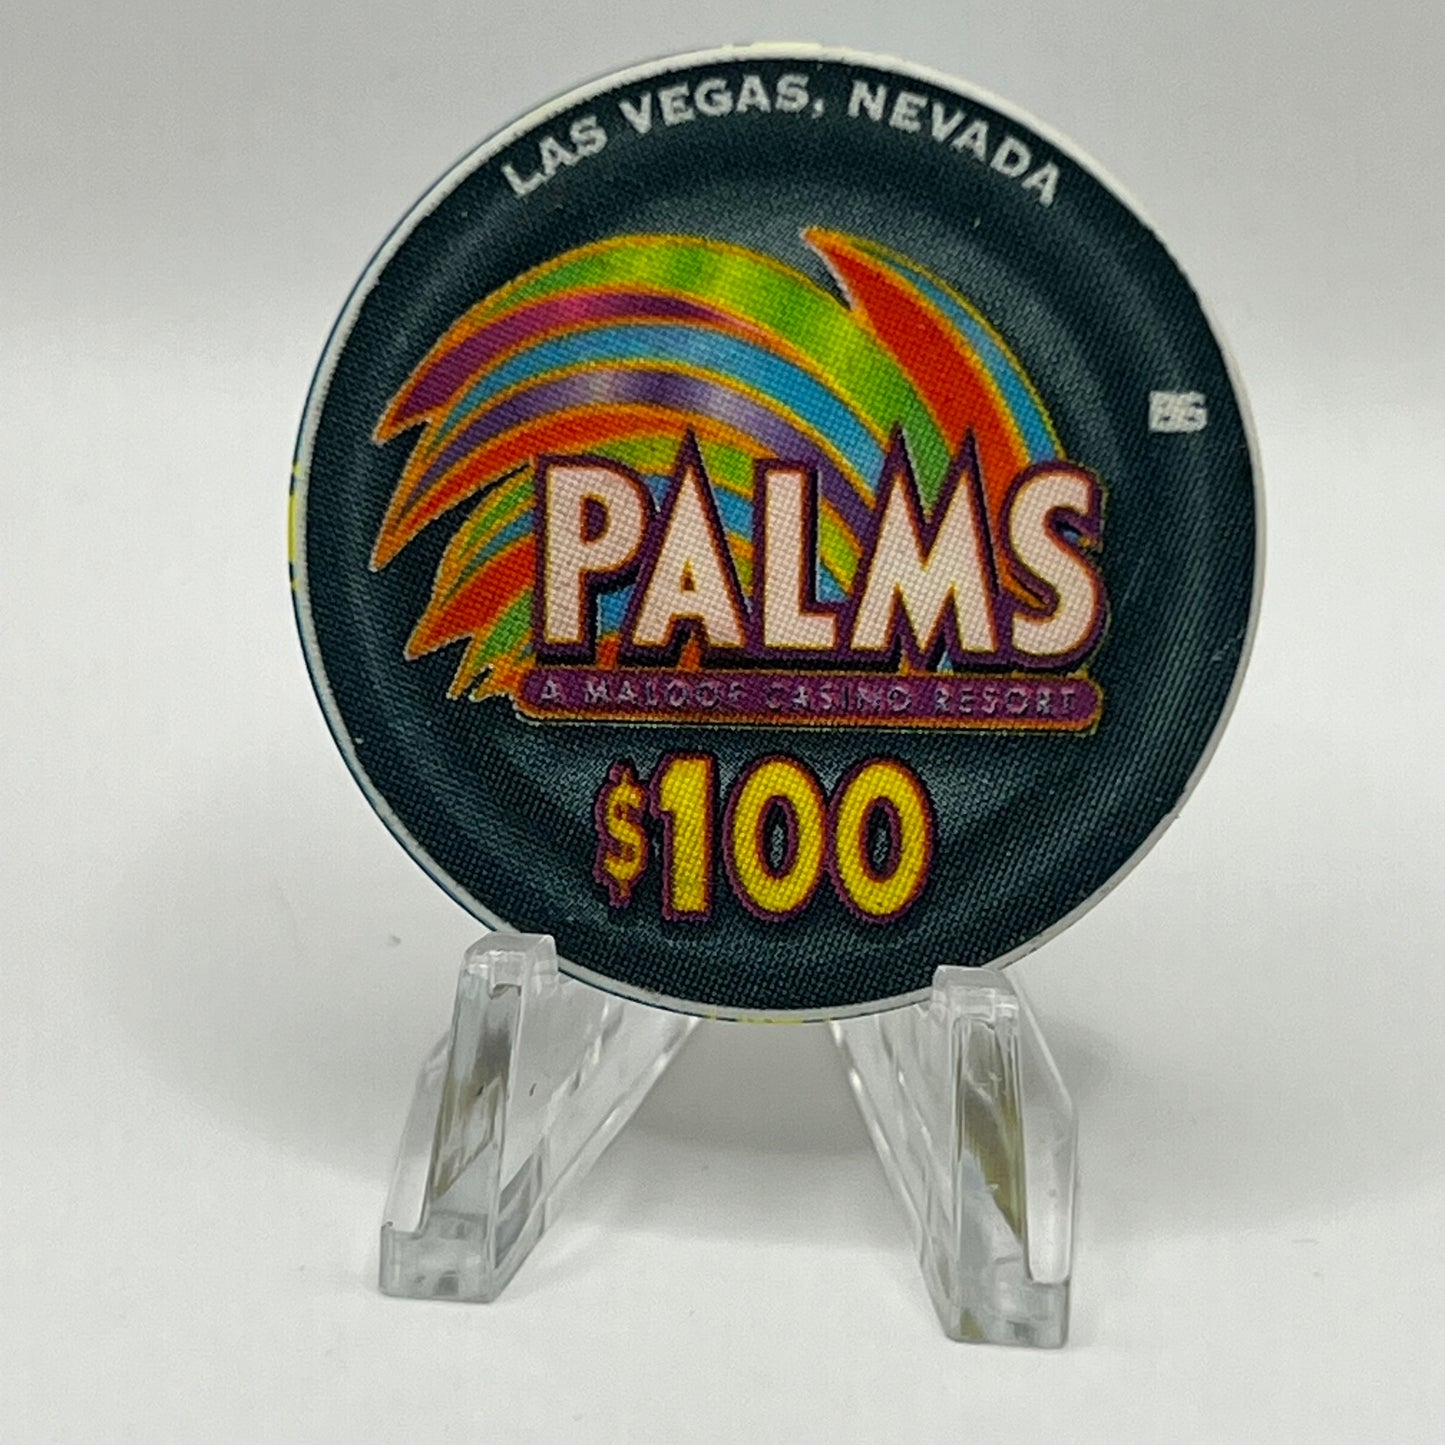 LAS VEGAS, NEVADA
PALMS
A MALOOF CASINO RESORT
$100